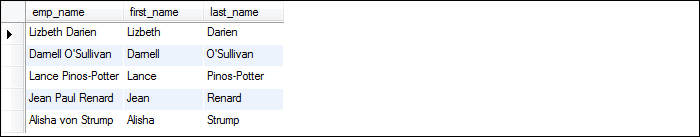 emp_name first_name last_name
Lizbeth Darien Lizbeth Darien
Darnell O'Sullivan Darnell O'Sullivan
Lance Pinos-Potter Lance Pinos-Potter
Jean Paul Renard Jean Renard
Alisha von Strump Alisha Strump